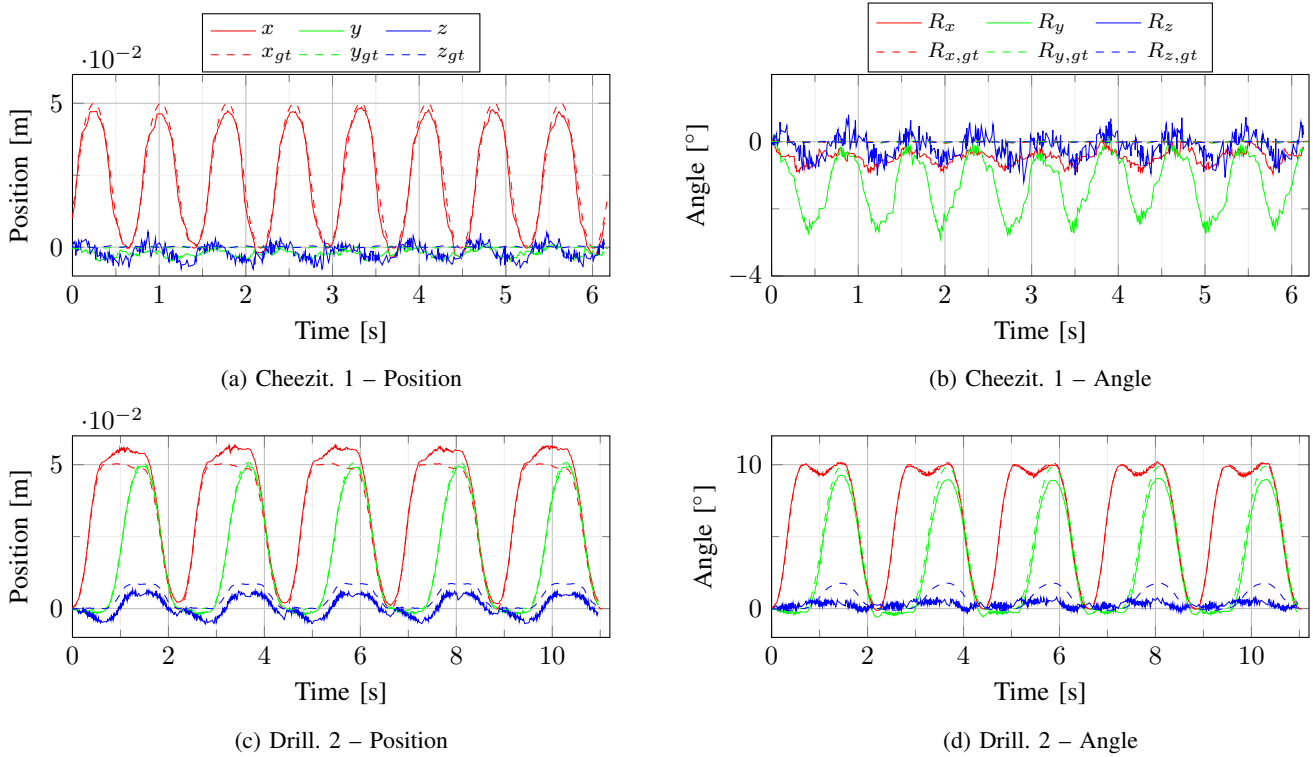 x y z
x_gt y_gt z_gt
·10^−2
5
0
Position [m]
0 1 2 3 4 5 6
Time [s]
(a) Cheezit. 1 – Position
R_x R_y R_z
R_x,gt R_y,gt R_z,gt
0
−4
Angle [°]
0 1 2 3 4 5 6
Time [s]
(b) Cheezit. 1 – Angle
·10^−2
5
0
Position [m]
0 2 4 6 8 10
Time [s]
(c) Drill. 2 – Position
10
0
Angle [°]
0 2 4 6 8 10
Time [s]
(d) Drill. 2 – Angle